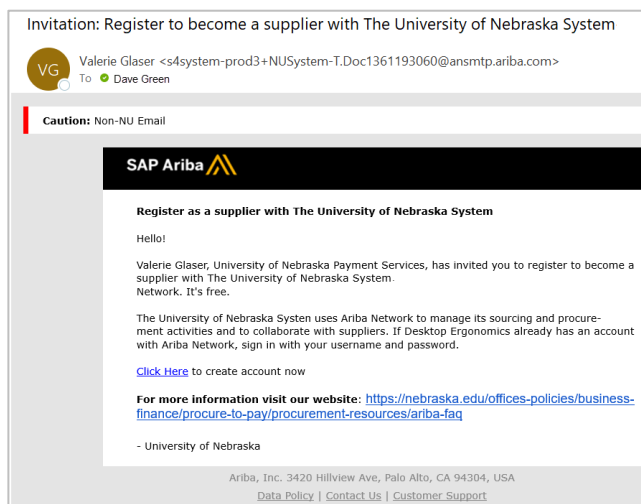 Invitation: Register to become a supplier with The University of Nebraska System
VG
Valerie Glaser <s4system-prod3+NUSystem-T.Doc1361193060@ansmtp.ariba.com>
To Dave Green
Caution: Non-NU Email
SAP Ariba
Register as a supplier with The University of Nebraska System
Hello!
Valerie Glaser, University of Nebraska Payment Services, has invited you to register to become a
supplier with The University of Nebraska System.
Network. It's free.
The University of Nebraska Systen uses Ariba Network to manage its sourcing and procure-
ment activities and to collaborate with suppliers. If Desktop Ergonomics already has an account
with Ariba Network, sign in with your username and password.
Click Here to create account now
For more information visit our website: https://nebraska.edu/offices-policies/business-
finance/procure-to-pay/procurement-resources/ariba-faq
- University of Nebraska
Ariba, Inc. 3420 Hillview Ave, Palo Alto, CA 94304, USA
Data Policy | Contact Us | Customer Support